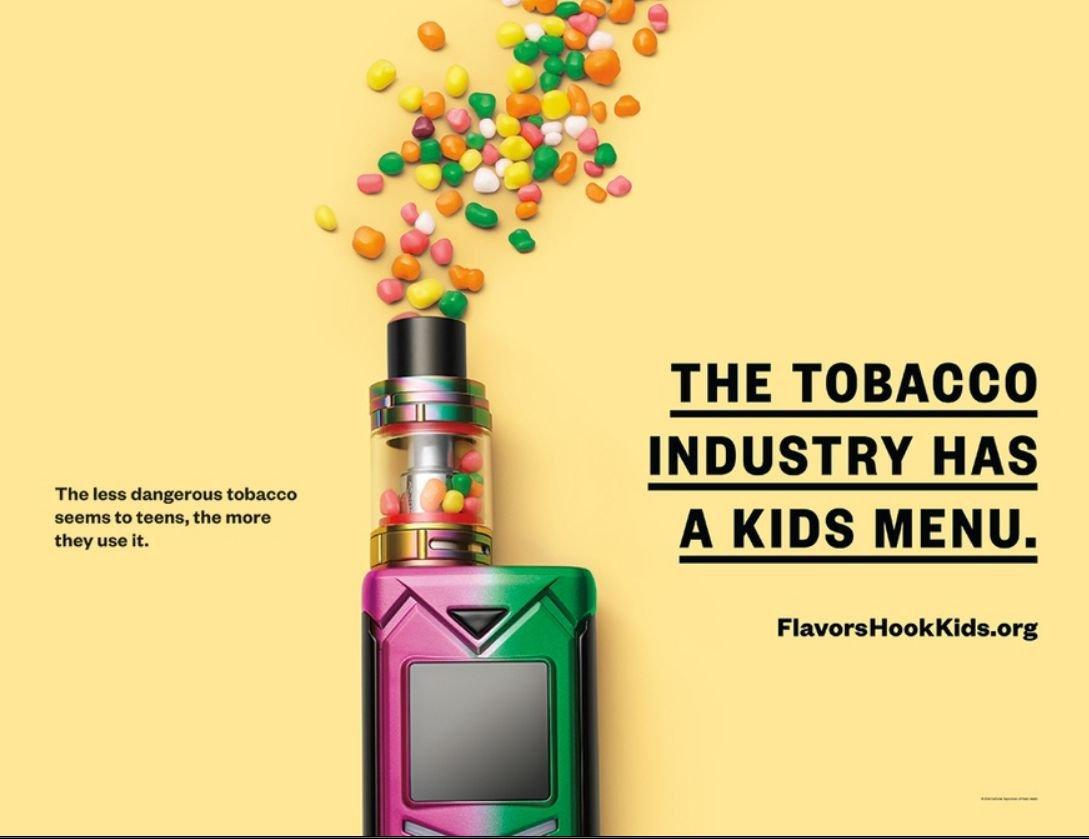 The less dangerous tobacco
seems to teens, the more
they use it.
THE TOBACCO
INDUSTRY HAS
A KIDS MENU.
FlavorsHookKids.org